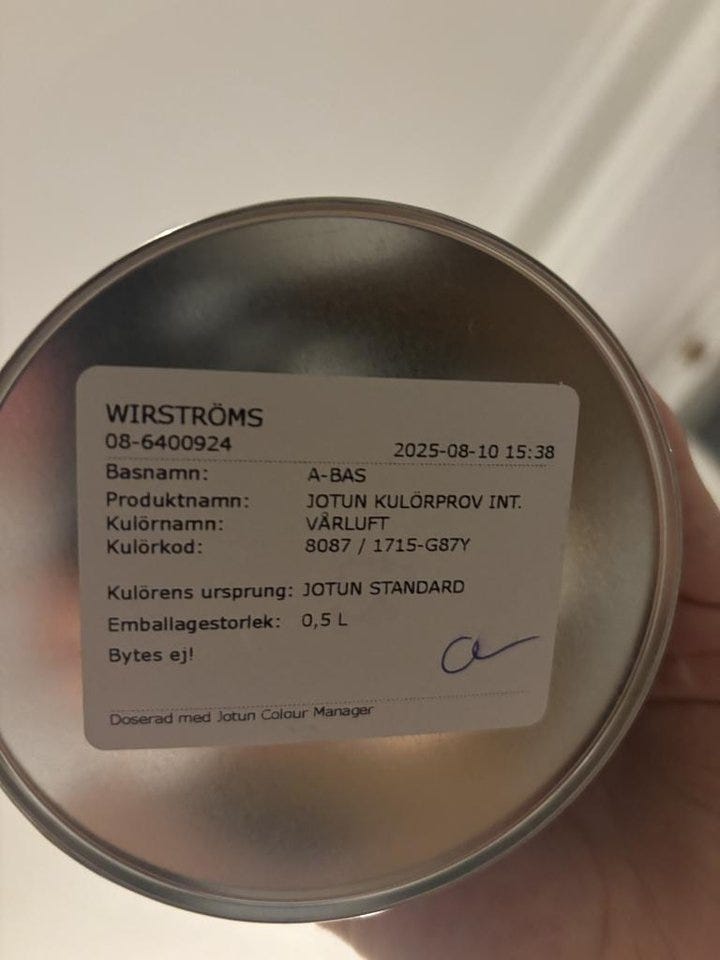 WIRSTRÖMS
08-6400924
2025-08-10 15:38
Basnamn: A-BAS
Produktnamn: JOTUN KULÖRPROV INT.
Kulörnamn: VÅRLUFT
Kulörkod: 8087 / 1715-G87Y
Kulörens ursprung: JOTUN STANDARD
Emballagestorlek: 0,5 L
Bytes ej!
Doserad med Jotun Colour Manager